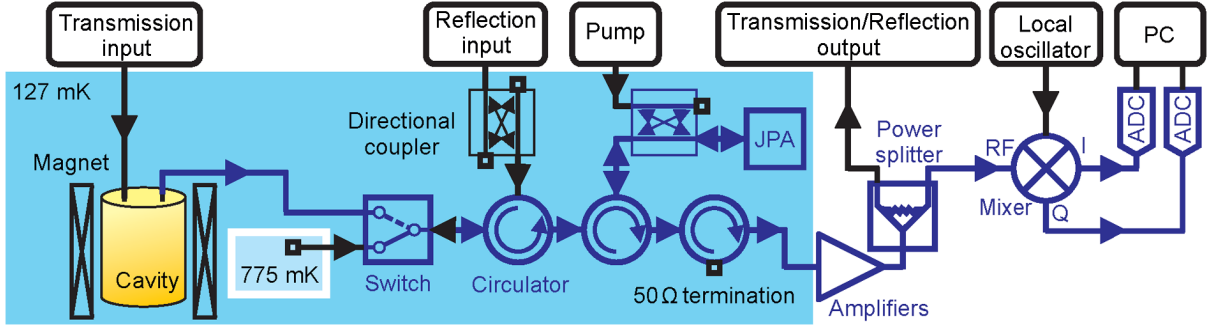 Transmission
input
Reflection
input
Pump
Transmission/Reflection
output
Local
oscillator
PC
127 mK
Directional
coupler
JPA
Power
splitter
RF
I
ADC
ADC
Magnet
Mixer
Q
Cavity
775 mK
Switch
Circulator
50 Ω termination
Amplifiers